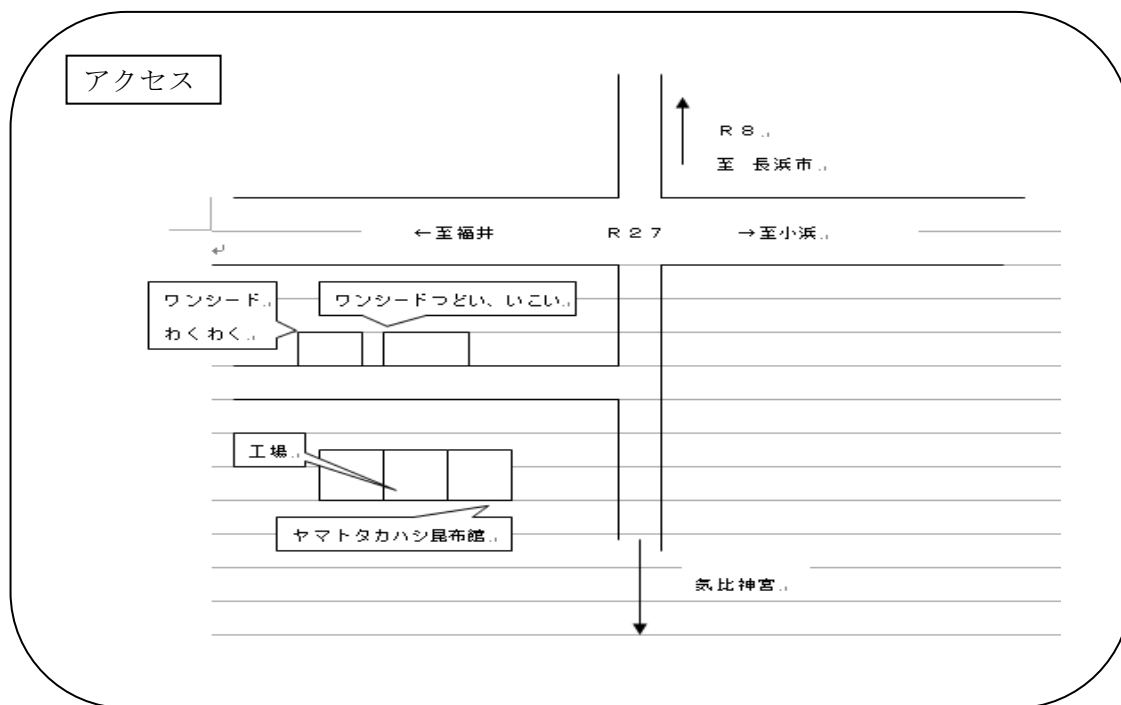 アクセス
R8
至 長浜市
←至福井 R27 →至小浜
ワンシード
わくわく
ワンシードつどい、いこい
工場
ヤマトタカハシ昆布館
気比神宮